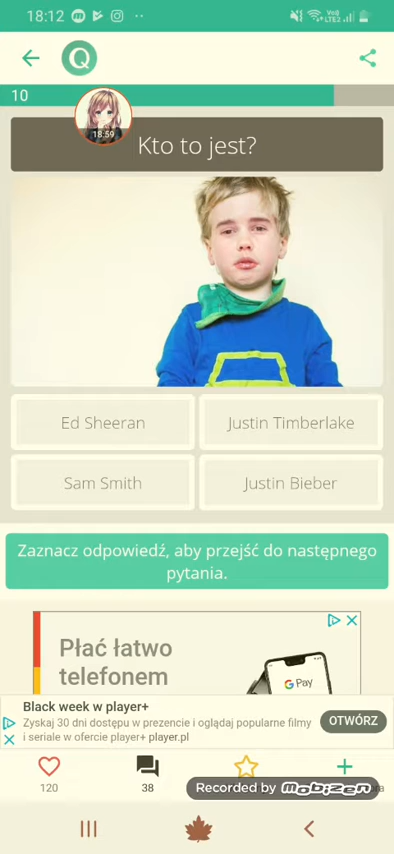 18:12
Vo)) LTE2
Q
10
18:59
Kto to jest?
Ed Sheeran
Justin Timberlake
Sam Smith
Justin Bieber
Zaznacz odpowiedź, aby przejść do następnego
pytania.
Płać łatwo
telefonem
G Pay
Black week w player+
Zyskaj 30 dni dostępu w prezencie i oglądaj popularne filmy
i seriale w ofercie player+ player.pl
OTWÓRZ
120
38
Recorded by mobizen